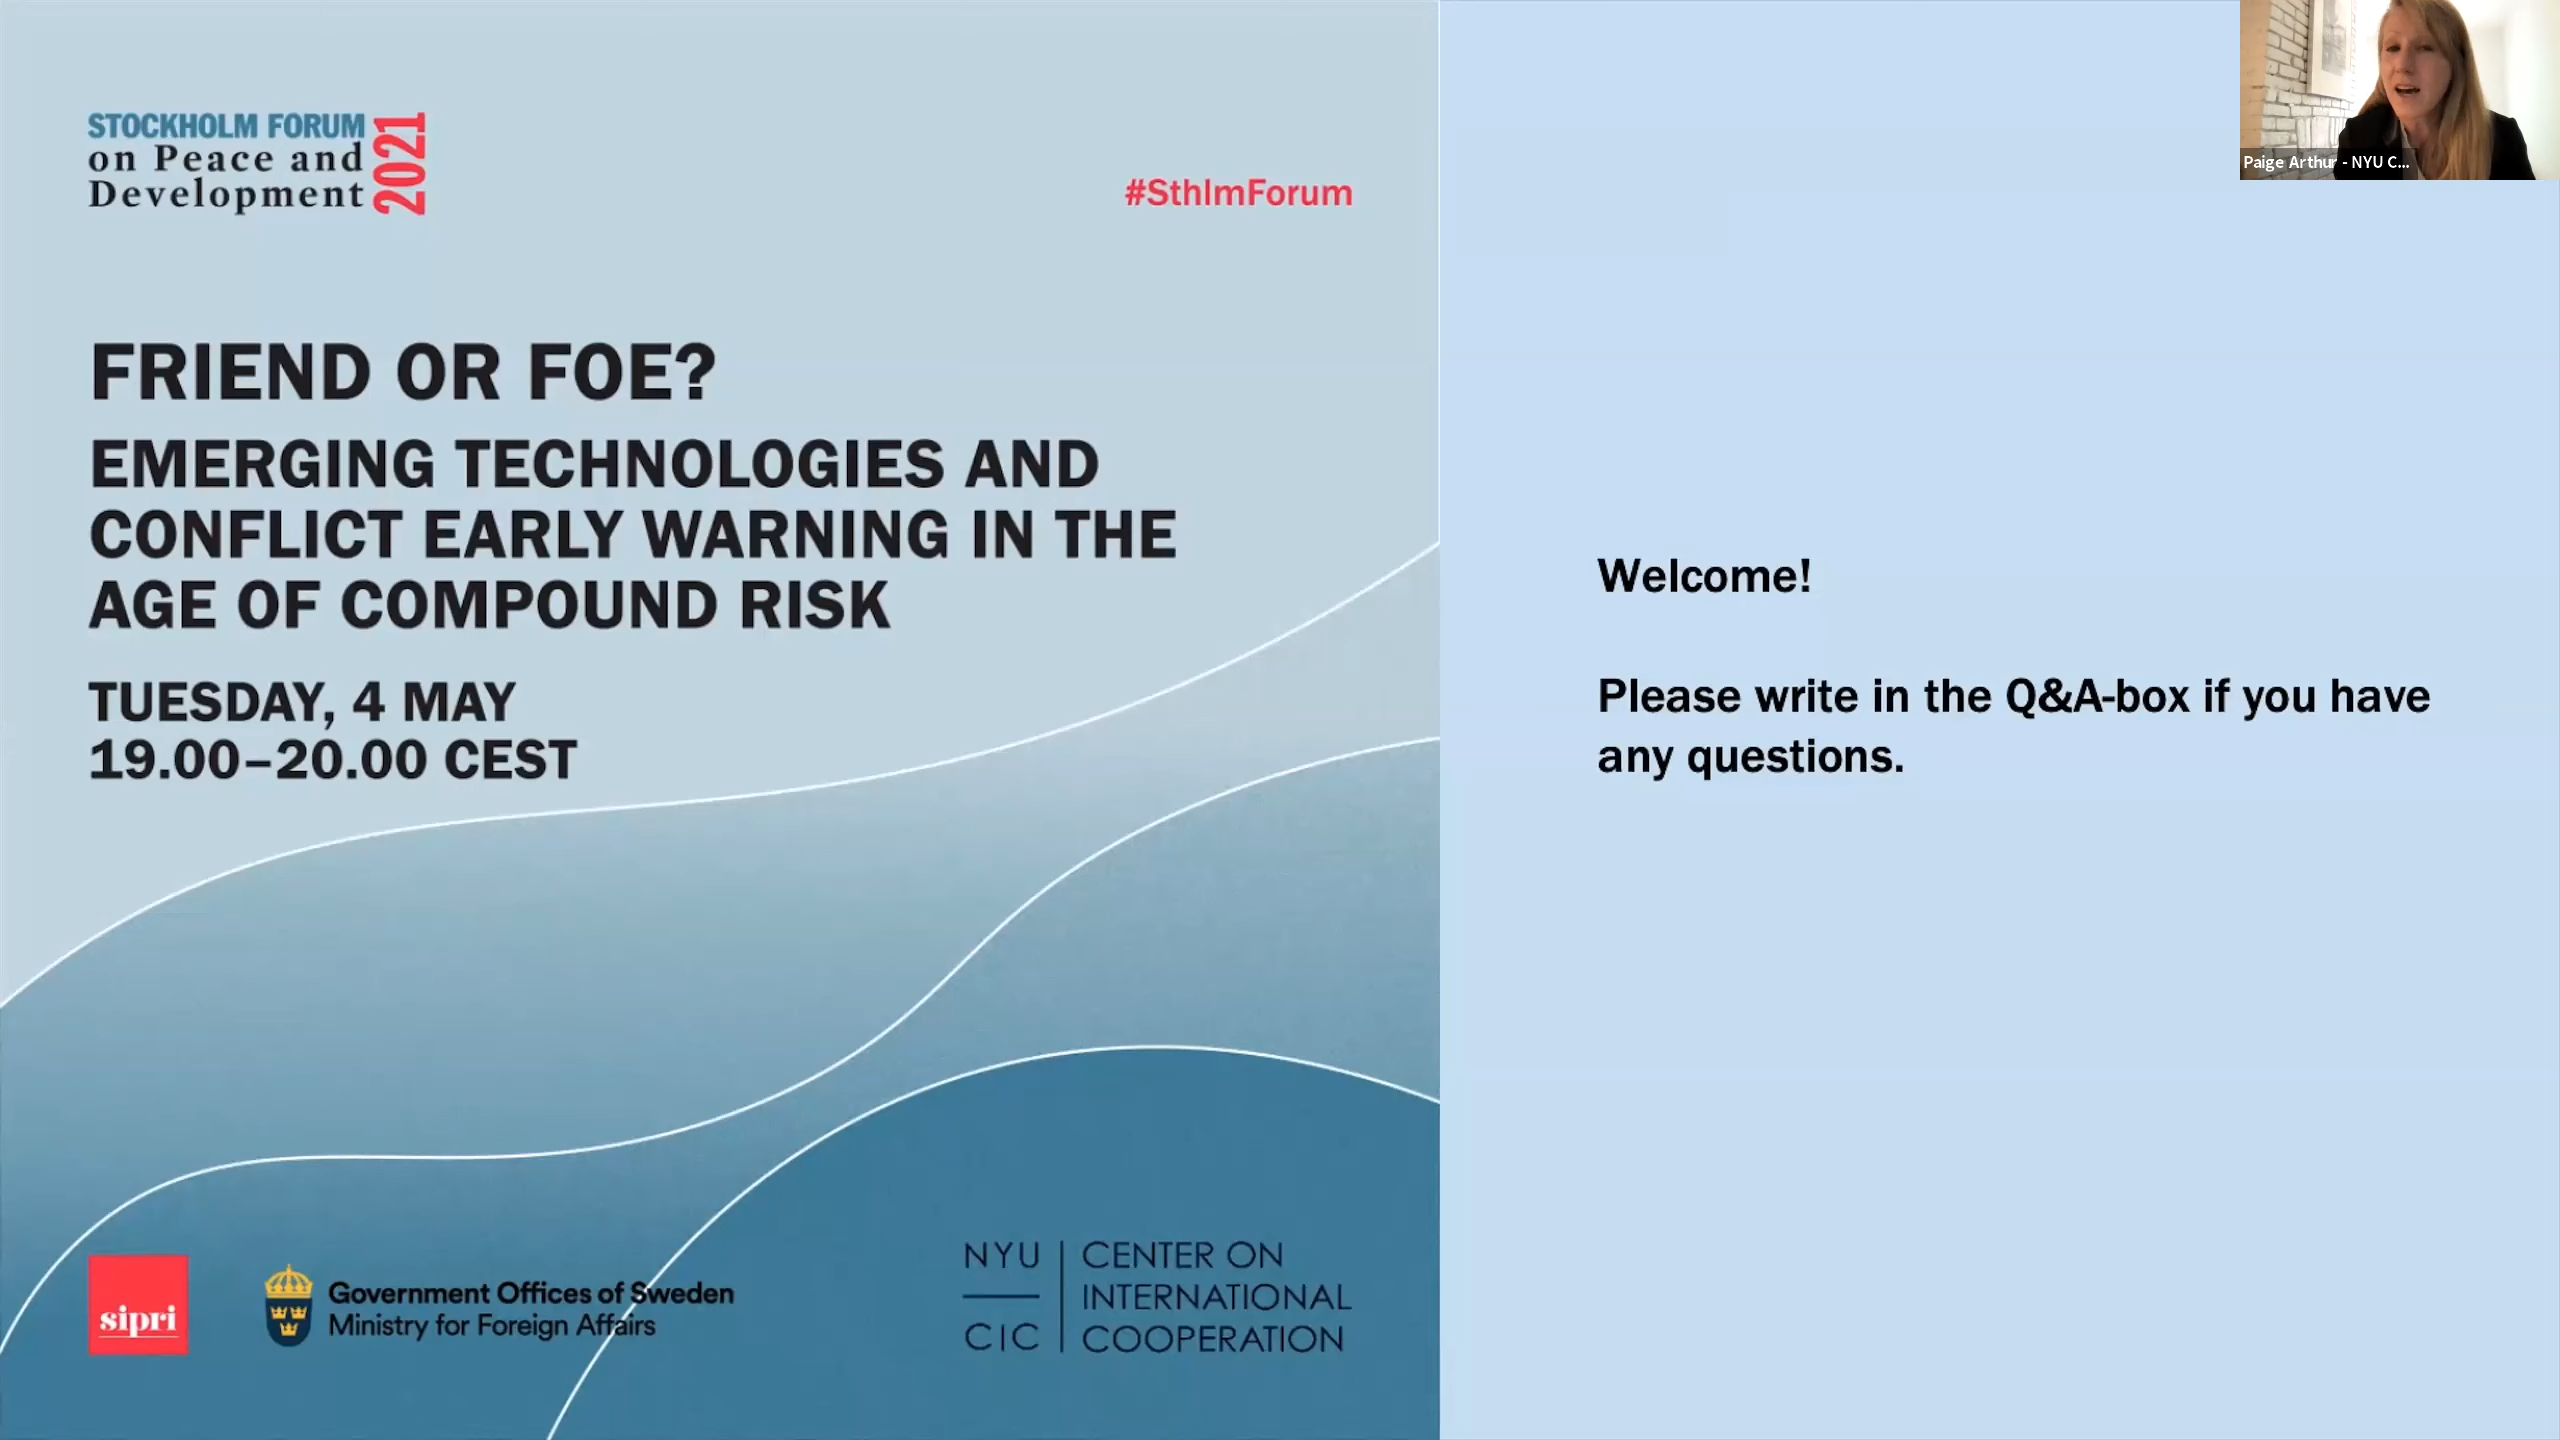 STOCKHOLM FORUM
on Peace and
Development
2021
#SthlmForum
FRIEND OR FOE?
EMERGING TECHNOLOGIES AND
CONFLICT EARLY WARNING IN THE
AGE OF COMPOUND RISK
TUESDAY, 4 MAY
19.00–20.00 CEST
sipri
Government Offices of Sweden
Ministry for Foreign Affairs
NYU
CIC
CENTER ON
INTERNATIONAL
COOPERATION
Welcome!
Please write in the Q&A-box if you have
any questions.
Paige Arthur - NYU C...